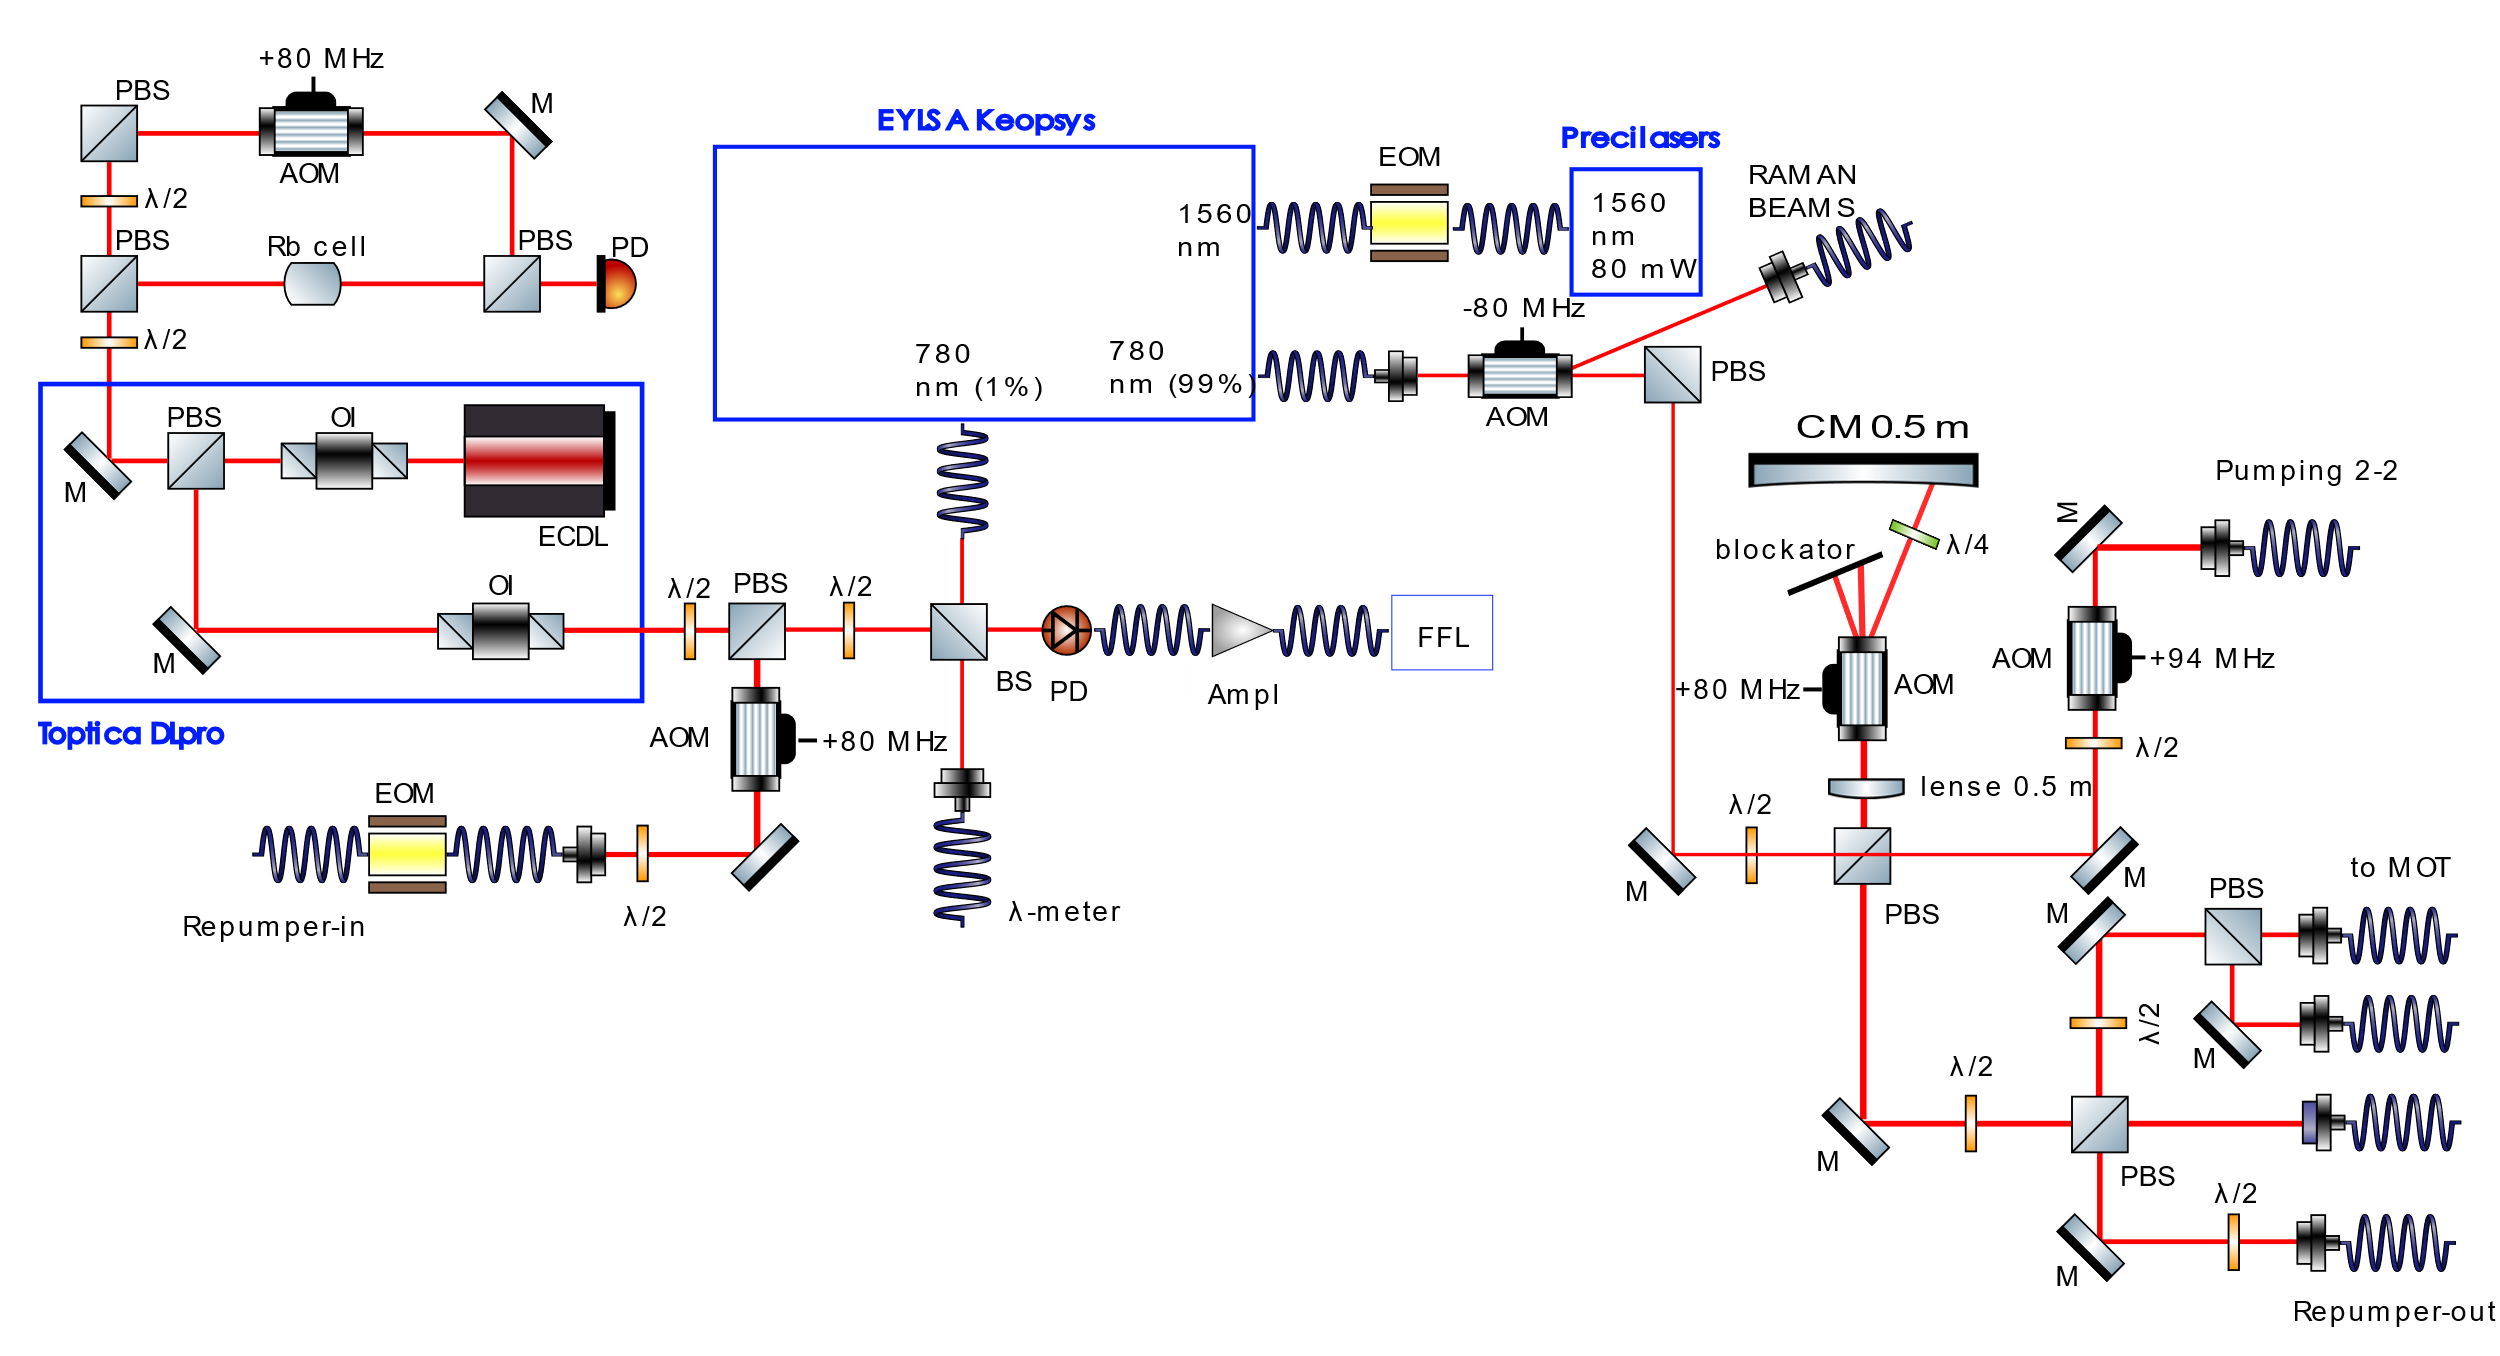 +80 MHz
PBS
M
AOM
λ/2
PBS
Rb cell
PBS
PD
λ/2
PBS
OI
M
ECDL
OI
M
Toptica DLpro
EYLSA Keopsys
1560
nm
780
nm (1%)
780
nm (99%)
EOM
Precilasers
1560
nm
80 mW
RAMAN
BEAMS
-80 MHz
AOM
PBS
λ/2
PBS
λ/2
BS
PD
Ampl
FFL
AOM
+80 MHz
EOM
Repumper-in
λ/2
λ-meter
CM 0.5 m
blockator
λ/4
+80 MHz
AOM
lense 0.5 m
λ/2
M
PBS
Pumping 2-2
M
AOM
+94 MHz
λ/2
M
to MOT
PBS
M
λ/2
M
λ/2
M
PBS
λ/2
M
Repumper-out